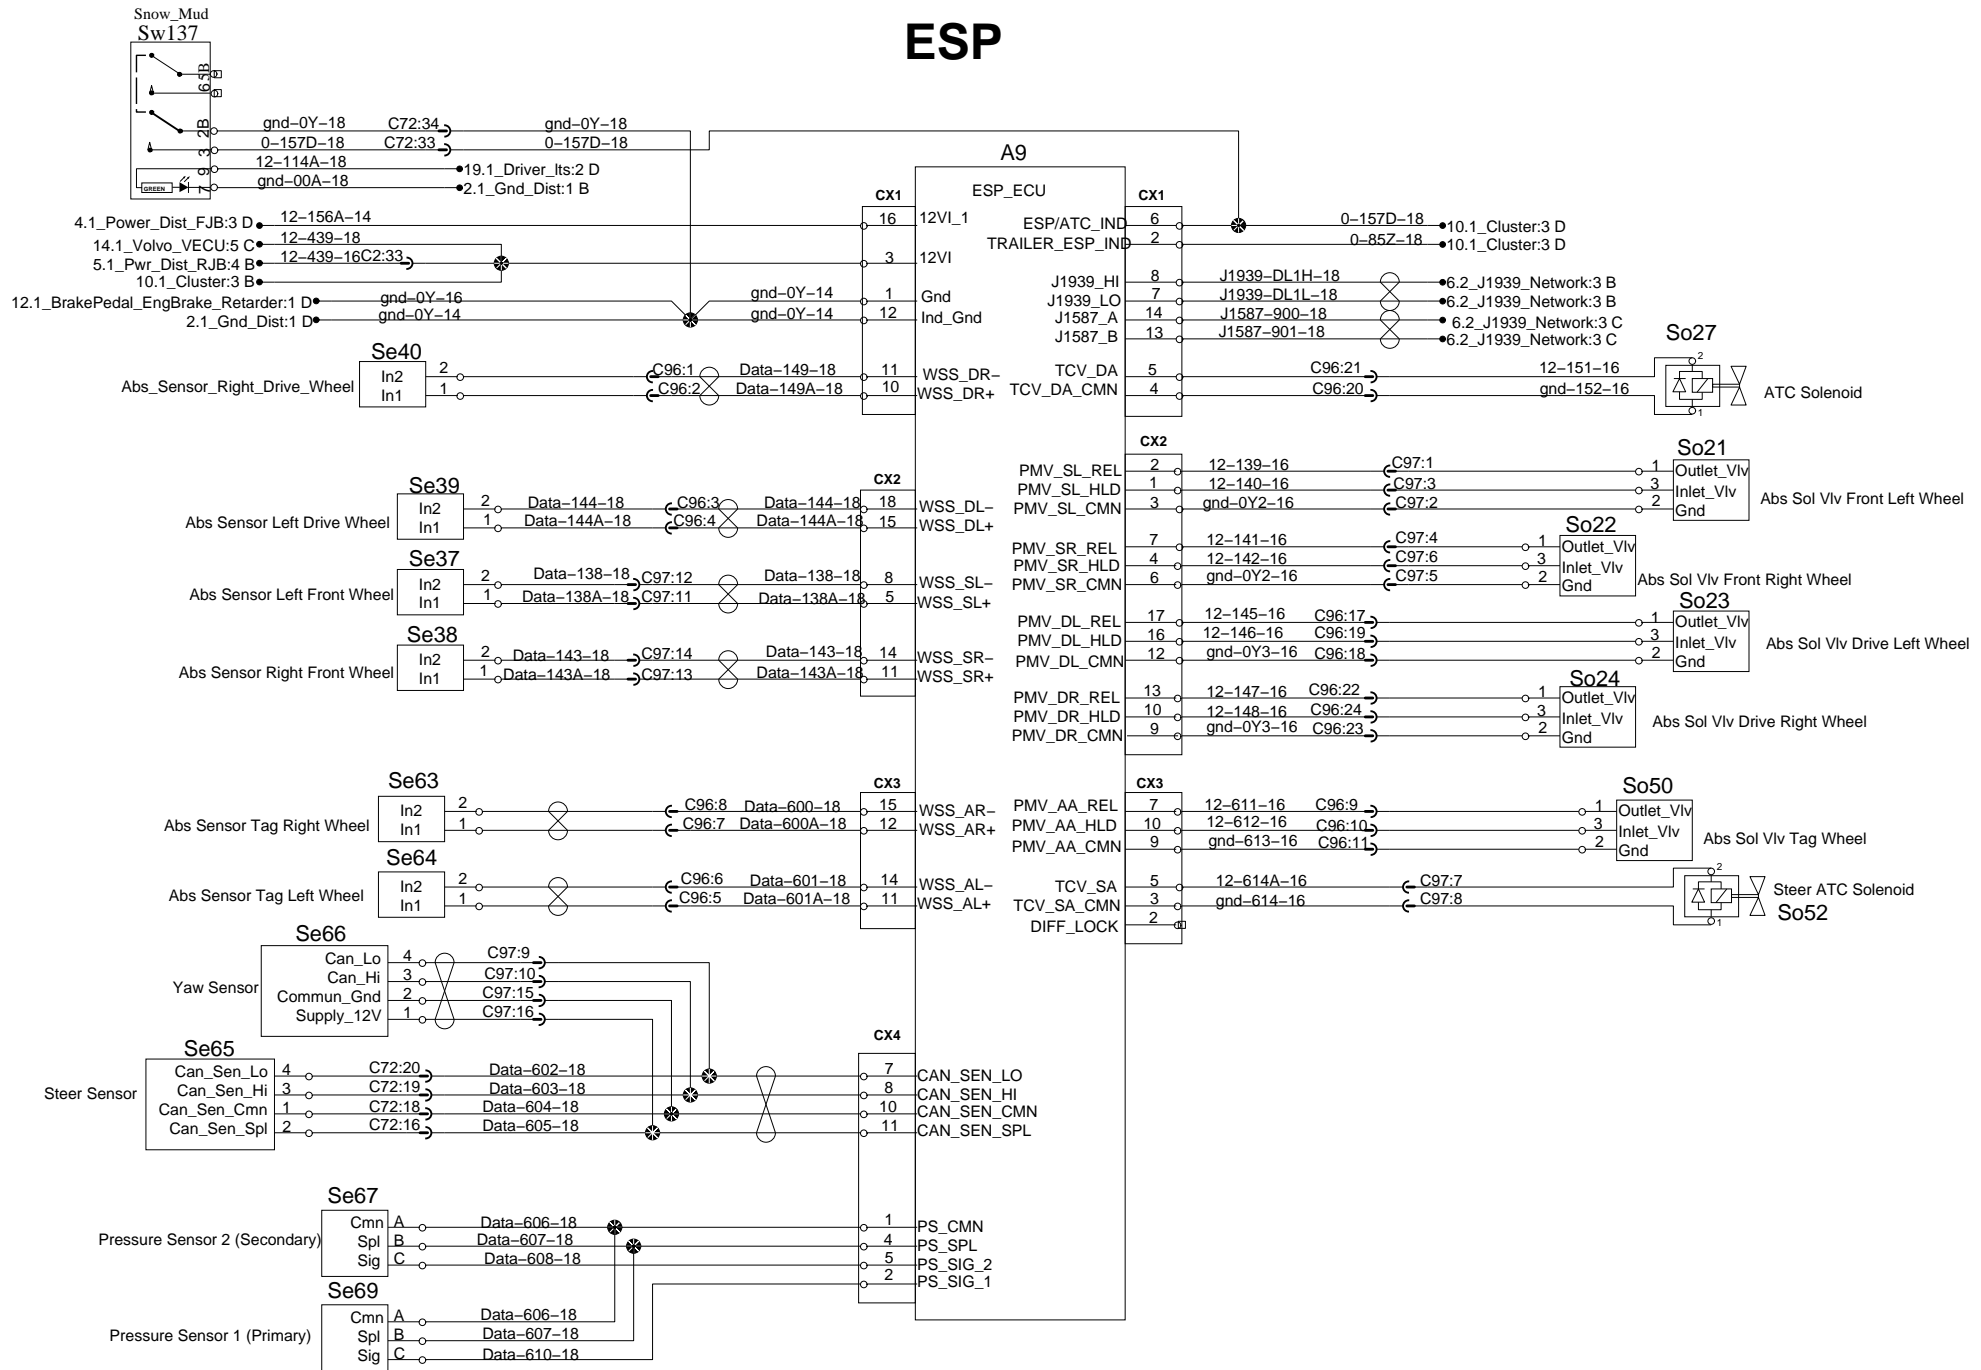 ESP
Snow_Mud
Sw137
5B
6
2B
3
9
7
GREEN
gnd-0Y-18 C72:34 gnd-0Y-18
0-157D-18 C72:33 0-157D-18
12-114A-18 19.1_Driver_lts:2 D
gnd-00A-18 2.1_Gnd_Dist:1 B
A9
ESP_ECU
CX1
4.1_Power_Dist_FJB:3 D 12-156A-14 16 12VI_1
14.1_Volvo_VECU:5 C 12-439-18
5.1_Pwr_Dist_RJB:4 B 12-439-16 C2:33 3 12VI
10.1_Cluster:3 B
12.1_BrakePedal_EngBrake_Retarder:1 D gnd-0Y-16 gnd-0Y-14 1 Gnd
2.1_Gnd_Dist:1 D gnd-0Y-14 gnd-0Y-14 12 Ind_Gnd
Se40
Abs_Sensor_Right_Drive_Wheel
In2 2 C96:1 Data-149-18 11 WSS_DR-
In1 1 C96:2 Data-149A-18 10 WSS_DR+
CX1
ESP/ATC_IND 6 0-157D-18 10.1_Cluster:3 D
TRAILER_ESP_IND 2 0-85Z-18 10.1_Cluster:3 D
J1939_HI 8 J1939-DL1H-18 6.2_J1939_Network:3 B
J1939_LO 7 J1939-DL1L-18 6.2_J1939_Network:3 B
J1587_A 14 J1587-900-18 6.2_J1939_Network:3 C
J1587_B 13 J1587-901-18 6.2_J1939_Network:3 C
So27
TCV_DA 5 C96:21 12-151-16 2
TCV_DA_CMN 4 C96:20 gnd-152-16 1
ATC Solenoid
CX2
Se39
Abs Sensor Left Drive Wheel
In2 2 Data-144-18 C96:3 Data-144-18 18 WSS_DL-
In1 1 Data-144A-18 C96:4 Data-144A-18 15 WSS_DL+
Se37
Abs Sensor Left Front Wheel
In2 2 Data-138-18 C97:12 Data-138-18 8 WSS_SL-
In1 1 Data-138A-18 C97:11 Data-138A-18 5 WSS_SL+
Se38
Abs Sensor Right Front Wheel
In2 2 Data-143-18 C97:14 Data-143-18 14 WSS_SR-
In1 1 Data-143A-18 C97:13 Data-143A-18 11 WSS_SR+
CX2
So21
PMV_SL_REL 2 12-139-16 C97:1 1 Outlet_Vlv
PMV_SL_HLD 1 12-140-16 C97:3 3 Inlet_Vlv
PMV_SL_CMN 3 gnd-0Y2-16 C97:2 2 Gnd
Abs Sol Vlv Front Left Wheel
So22
PMV_SR_REL 7 12-141-16 C97:4 1 Outlet_Vlv
PMV_SR_HLD 4 12-142-16 C97:6 3 Inlet_Vlv
PMV_SR_CMN 6 gnd-0Y2-16 C97:5 2 Gnd
Abs Sol Vlv Front Right Wheel
So23
PMV_DL_REL 17 12-145-16 C96:17 1 Outlet_Vlv
PMV_DL_HLD 16 12-146-16 C96:19 3 Inlet_Vlv
PMV_DL_CMN 12 gnd-0Y3-16 C96:18 2 Gnd
Abs Sol Vlv Drive Left Wheel
So24
PMV_DR_REL 13 12-147-16 C96:22 1 Outlet_Vlv
PMV_DR_HLD 10 12-148-16 C96:24 3 Inlet_Vlv
PMV_DR_CMN 9 gnd-0Y3-16 C96:23 2 Gnd
Abs Sol Vlv Drive Right Wheel
CX3
Se63
Abs Sensor Tag Right Wheel
In2 2 C96:8 Data-600-18 15 WSS_AR-
In1 1 C96:7 Data-600A-18 12 WSS_AR+
Se64
Abs Sensor Tag Left Wheel
In2 2 C96:6 Data-601-18 14 WSS_AL-
In1 1 C96:5 Data-601A-18 11 WSS_AL+
CX3
So50
PMV_AA_REL 7 12-611-16 C96:9 1 Outlet_Vlv
PMV_AA_HLD 10 12-612-16 C96:10 3 Inlet_Vlv
PMV_AA_CMN 9 gnd-613-16 C96:11 2 Gnd
Abs Sol Vlv Tag Wheel
TCV_SA 5 12-614A-16 C97:7 2
TCV_SA_CMN 3 gnd-614-16 C97:8 1
DIFF_LOCK 2
Steer ATC Solenoid
So52
Se66
Yaw Sensor
Can_Lo 4 C97:9
Can_Hi 3 C97:10
Commun_Gnd 2 C97:15
Supply_12V 1 C97:16
CX4
Se65
Steer Sensor
Can_Sen_Lo 4 C72:20 Data-602-18 7 CAN_SEN_LO
Can_Sen_Hi 3 C72:19 Data-603-18 8 CAN_SEN_HI
Can_Sen_Cmn 1 C72:18 Data-604-18 10 CAN_SEN_CMN
Can_Sen_Spl 2 C72:16 Data-605-18 11 CAN_SEN_SPL
Se67
Pressure Sensor 2 (Secondary)
Cmn A Data-606-18 1 PS_CMN
Spl B Data-607-18 4 PS_SPL
Sig C Data-608-18 5 PS_SIG_2
2 PS_SIG_1
Se69
Pressure Sensor 1 (Primary)
Cmn A Data-606-18
Spl B Data-607-18
Sig C Data-610-18